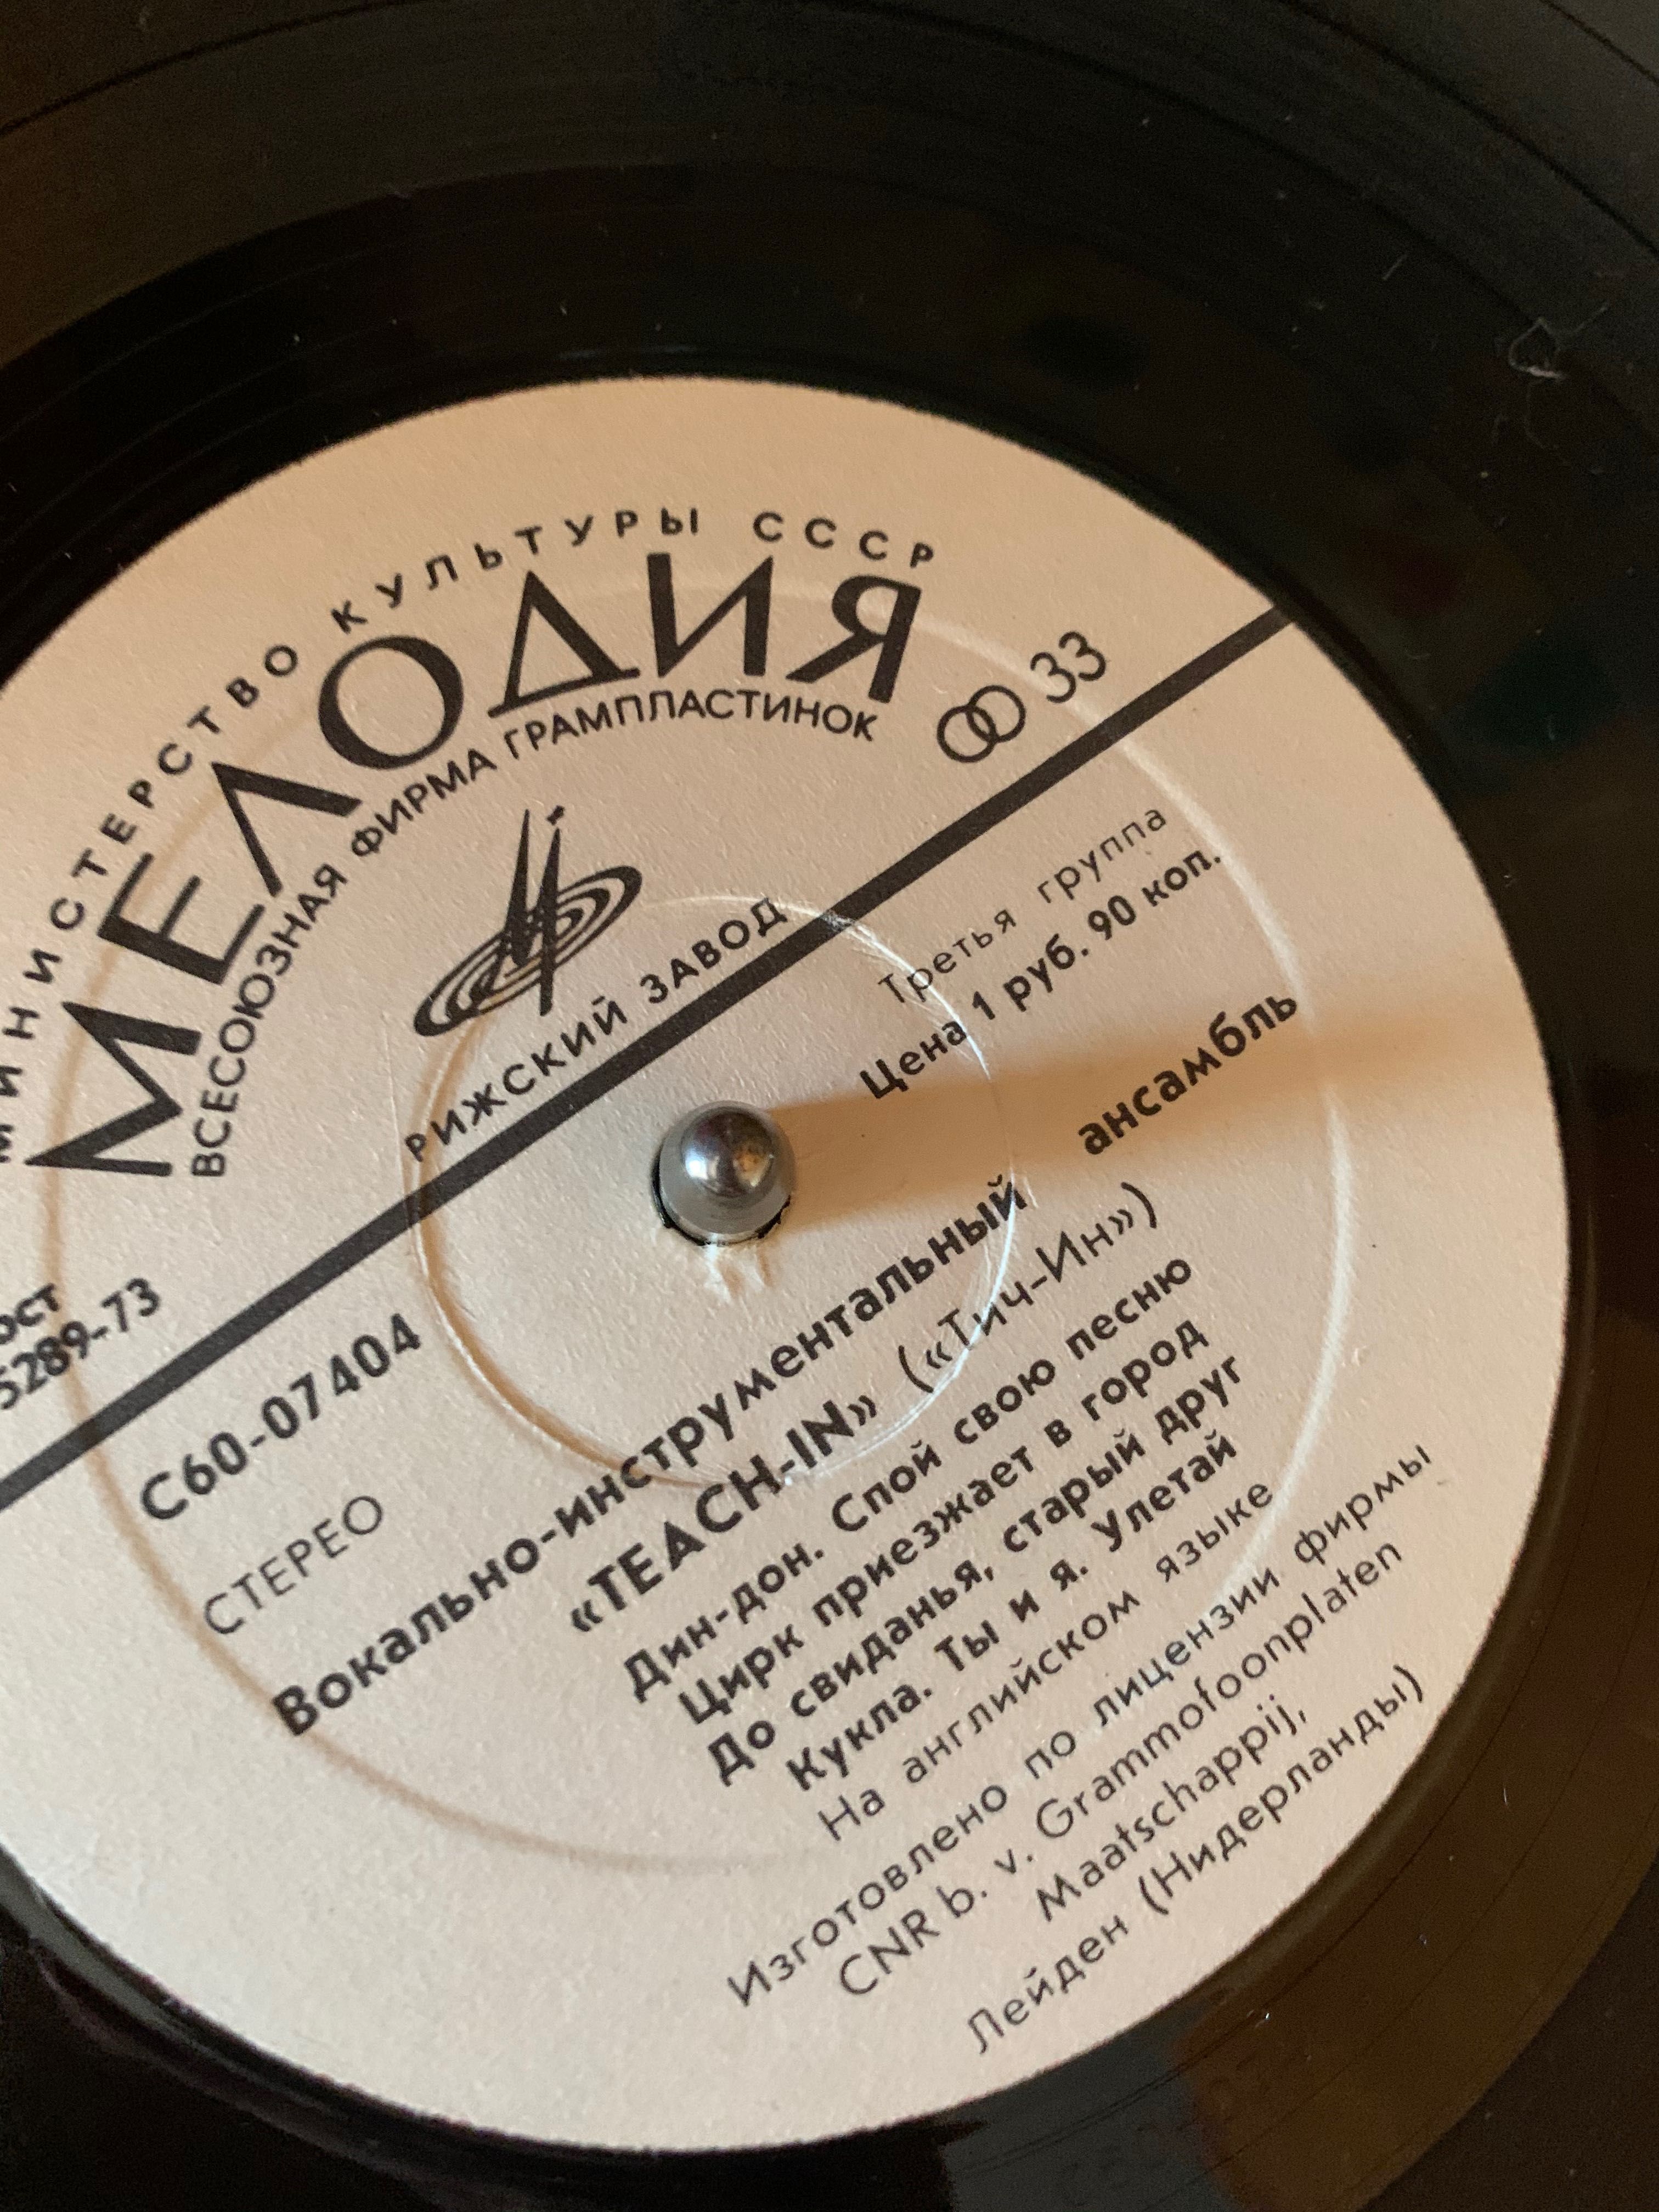 МИНИСТЕРСТВО КУЛЬТУРЫ СССР
МЕЛОДИЯ
ВСЕСОЮЗНАЯ ФИРМА ГРАМПЛАСТИНОК
33
РИЖСКИЙ ЗАВОД
5289-73
С60-07404
Третья группа
Цена 1 руб. 90 коп.
СТЕРЕО
Вокально-инструментальный ансамбль
«TEACH-IN» («Тич-Ин»)
Дин-дон. Спой свою песню
Цирк приезжает в город
До свиданья, старый друг
Кукла. Ты и я. Улетай
На английском языке
Изготовлено по лицензии фирмы
CNR b. v. Grammofoonplaten
Maatschappij,
Лейден (Нидерланды)